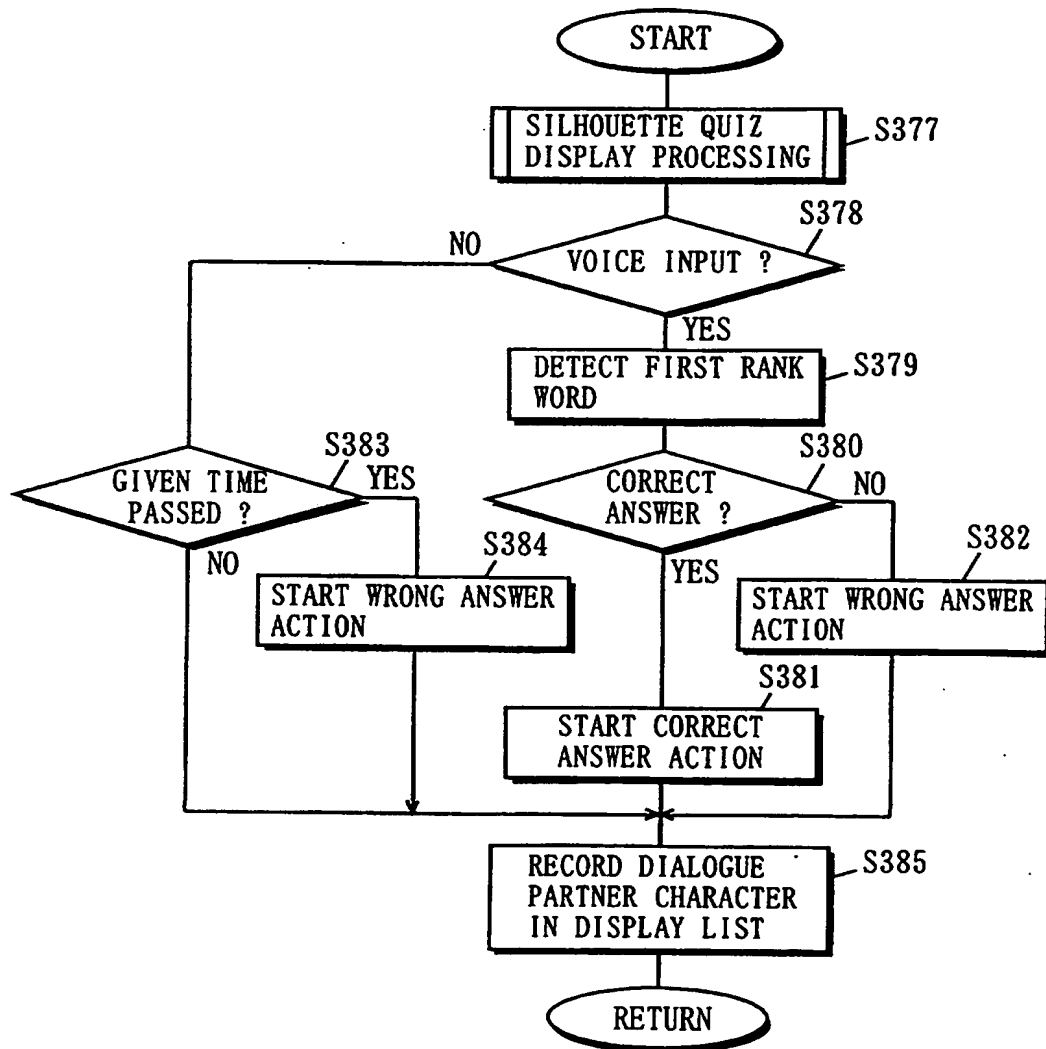 START
SILHOUETTE QUIZ
DISPLAY PROCESSING
S377
S378
NO
VOICE INPUT ?
YES
DETECT FIRST RANK
WORD
S379
S383
GIVEN TIME
PASSED ?
YES
NO
S380
CORRECT
ANSWER ?
NO
YES
S384
START WRONG ANSWER
ACTION
S382
START WRONG ANSWER
ACTION
S381
START CORRECT
ANSWER ACTION
RECORD DIALOGUE
PARTNER CHARACTER
IN DISPLAY LIST
S385
RETURN